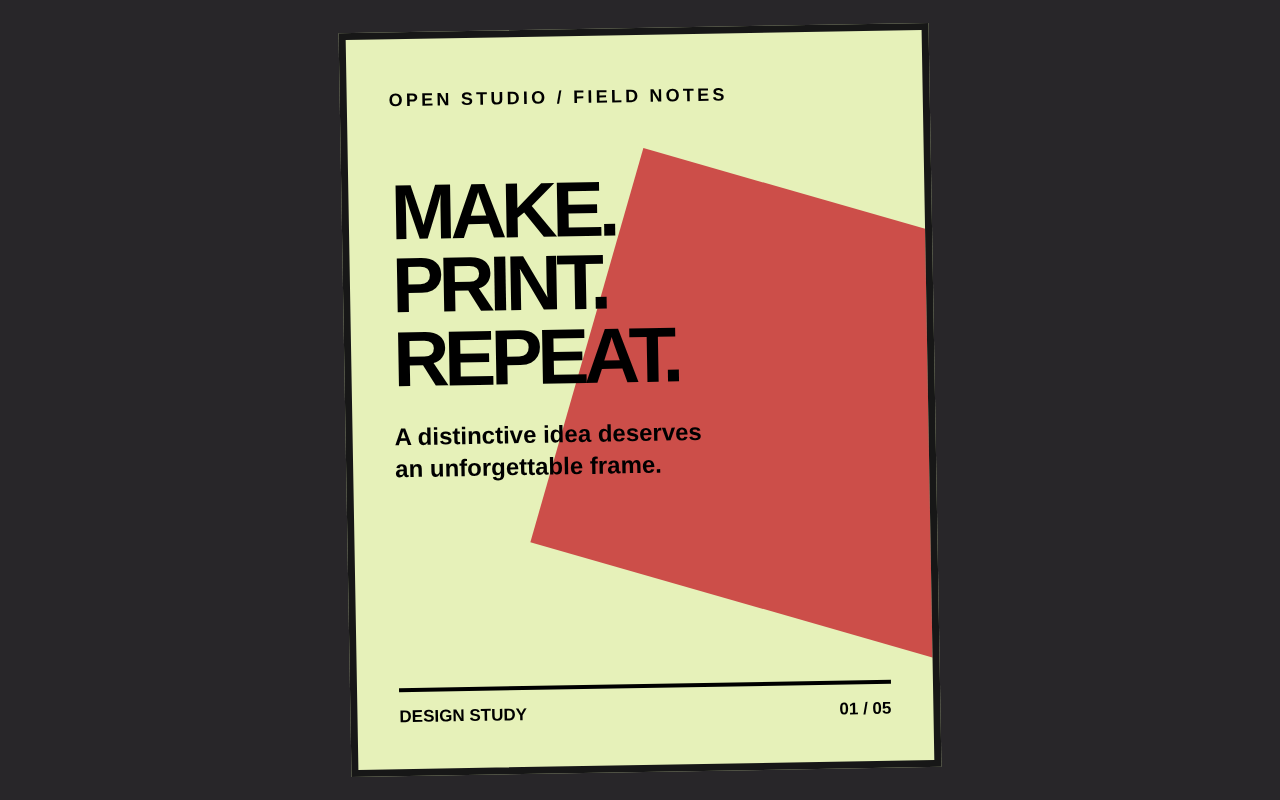 OPEN STUDIO / FIELD NOTES
MAKE.
PRINT.
REPEAT.
A distinctive idea deserves
an unforgettable frame.
DESIGN STUDY
01 / 05